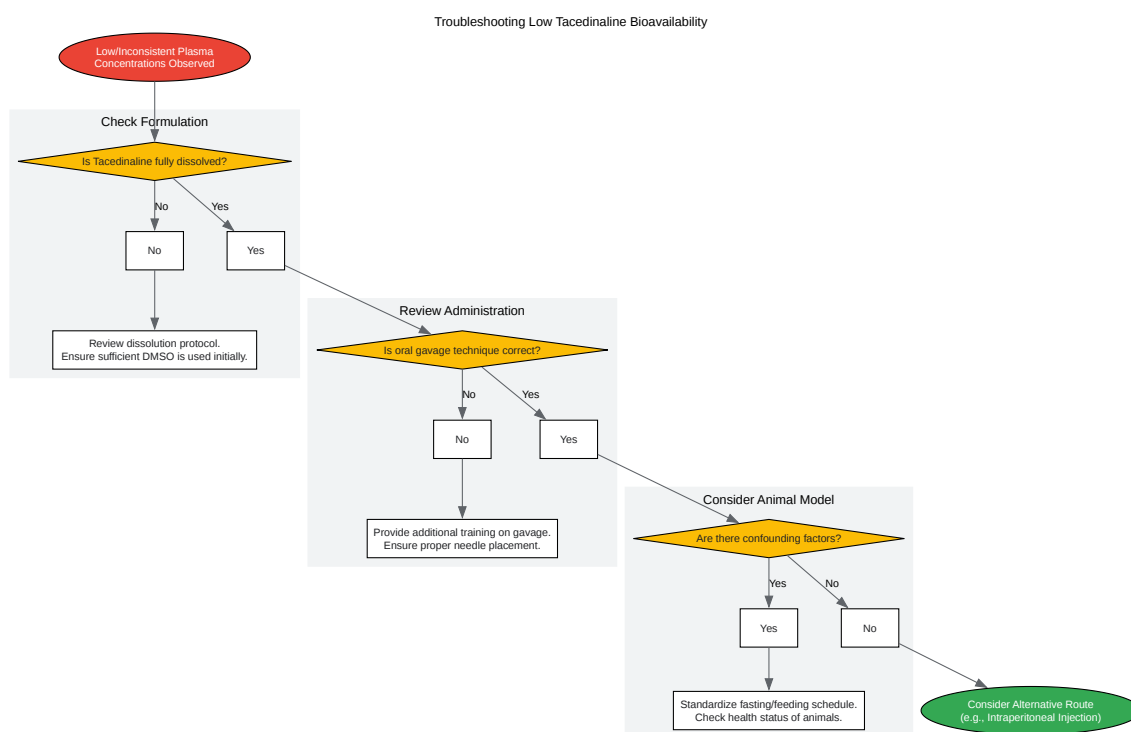 Troubleshooting Low Tacedinaline Bioavailability
Low/Inconsistent Plasma
Concentrations Observed
Check Formulation
Is Tacedinaline fully dissolved?
No
Yes
No
Yes
Review dissolution protocol.
Ensure sufficient DMSO is used initially.
Review Administration
Is oral gavage technique correct?
No
Yes
No
Yes
Provide additional training on gavage.
Ensure proper needle placement.
Consider Animal Model
Are there confounding factors?
Yes
No
Yes
No
Standardize fasting/feeding schedule.
Check health status of animals.
Consider Alternative Route
(e.g., Intraperitoneal Injection)